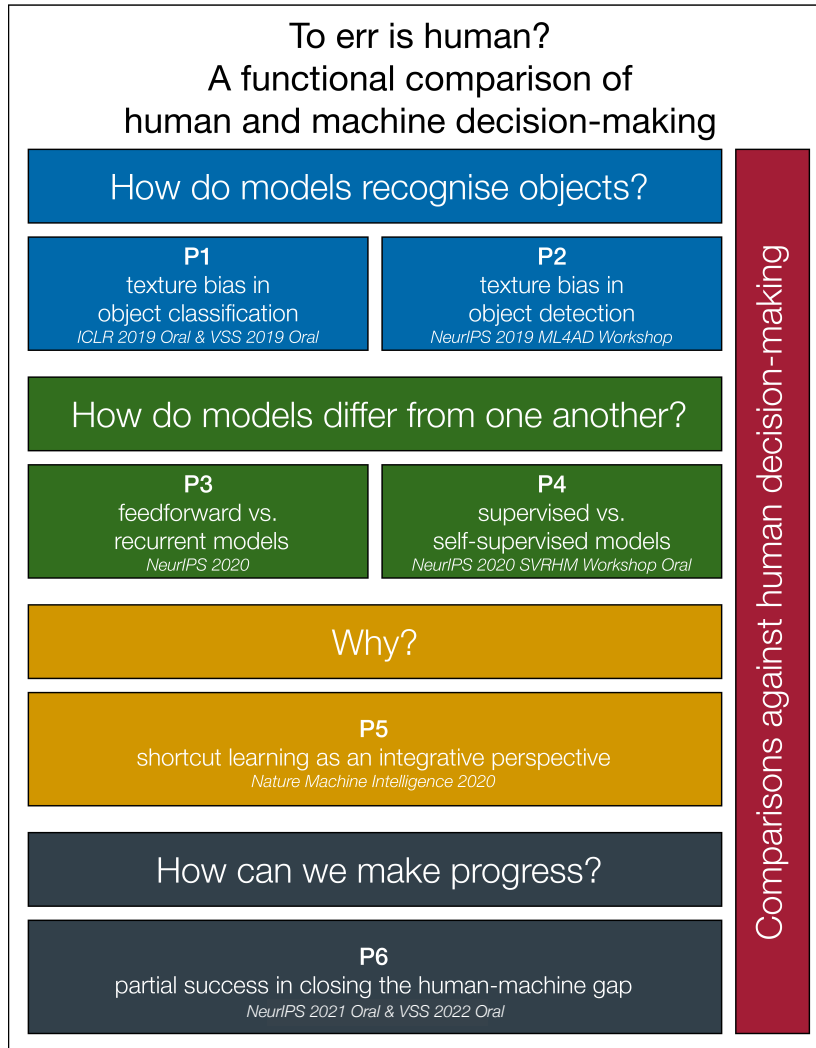 To err is human?
A functional comparison of
human and machine decision-making
How do models recognise objects?
P1
texture bias in
object classification
ICLR 2019 Oral & VSS 2019 Oral
P2
texture bias in
object detection
NeurIPS 2019 ML4AD Workshop
How do models differ from one another?
P3
feedforward vs.
recurrent models
NeurIPS 2020
P4
supervised vs.
self-supervised models
NeurIPS 2020 SVRHM Workshop Oral
Why?
P5
shortcut learning as an integrative perspective
Nature Machine Intelligence 2020
How can we make progress?
P6
partial success in closing the human-machine gap
NeurIPS 2021 Oral & VSS 2022 Oral
Comparisons against human decision-making